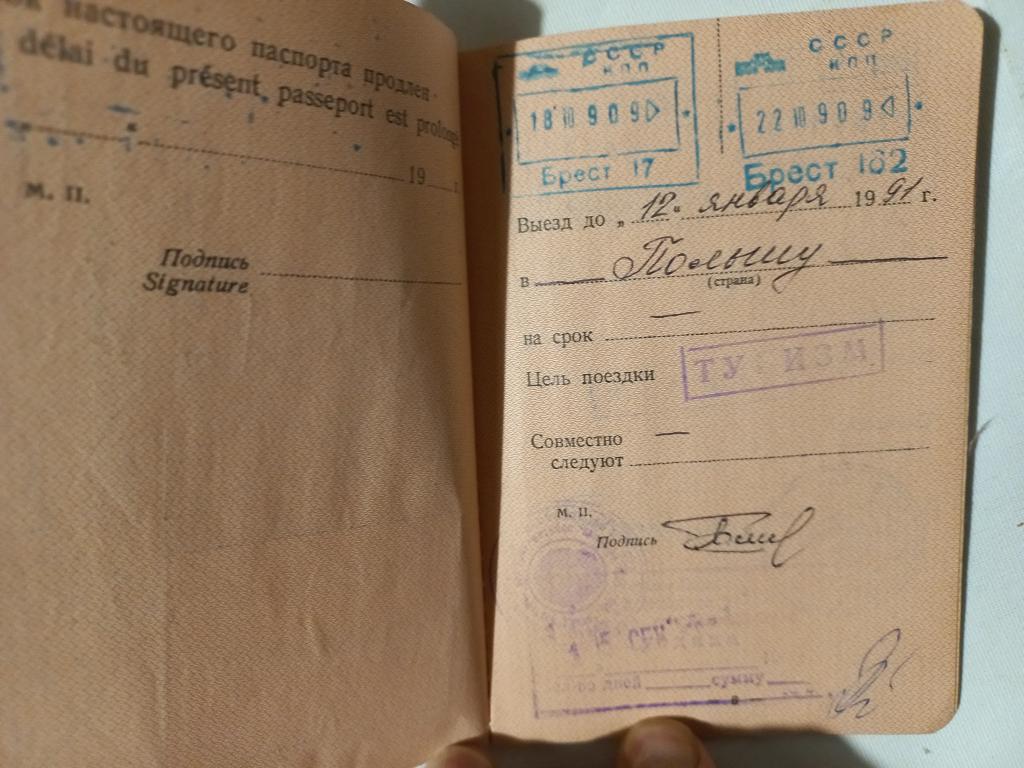 настоящего паспорта продлен
délai du présent passeport est
19 г.
М. П.
Подпись
Signature
СССР
КПП
18 10 90 9
Брест 17
СССР
КПП
22 10 90 9
Брест 182
Выезд до „ 12 “ января 1991 г.
в Польшу
(страна)
на срок —
Цель поездки ТУРИЗМ
Совместно —
следуют
М. П.
Подпись
дней сумму